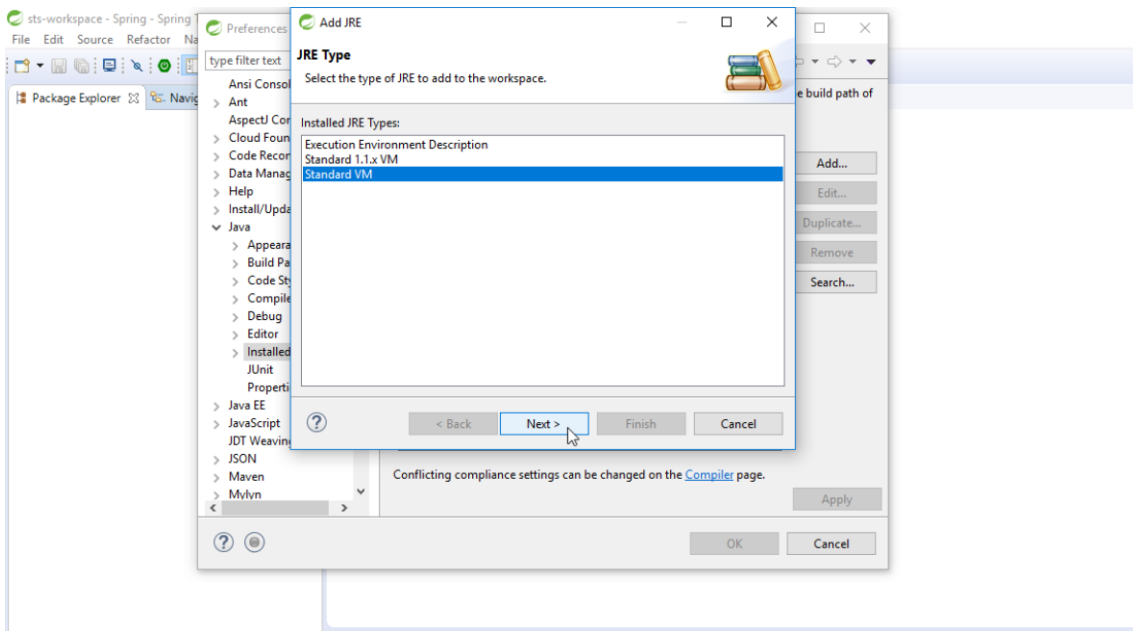 sts-workspace - Spring - Spring
File Edit Source Refactor Na
Package Explorer
Navig
Preferences
type filter text
Ansi Consol
Ant
AspectJ Cor
Cloud Foun
Code Recor
Data Manag
Help
Install/Upda
Java
Appeara
Build Pa
Code Sty
Compile
Debug
Editor
Installed
JUnit
Properti
Java EE
JavaScript
JDT Weaving
JSON
Maven
Mylyn
Add JRE
JRE Type
Select the type of JRE to add to the workspace.
Installed JRE Types:
Execution Environment Description
Standard 1.1.x VM
Standard VM
< Back Next > Finish Cancel
e build path of
Add...
Edit...
Duplicate...
Remove
Search...
Conflicting compliance settings can be changed on the Compiler page.
Apply
OK Cancel